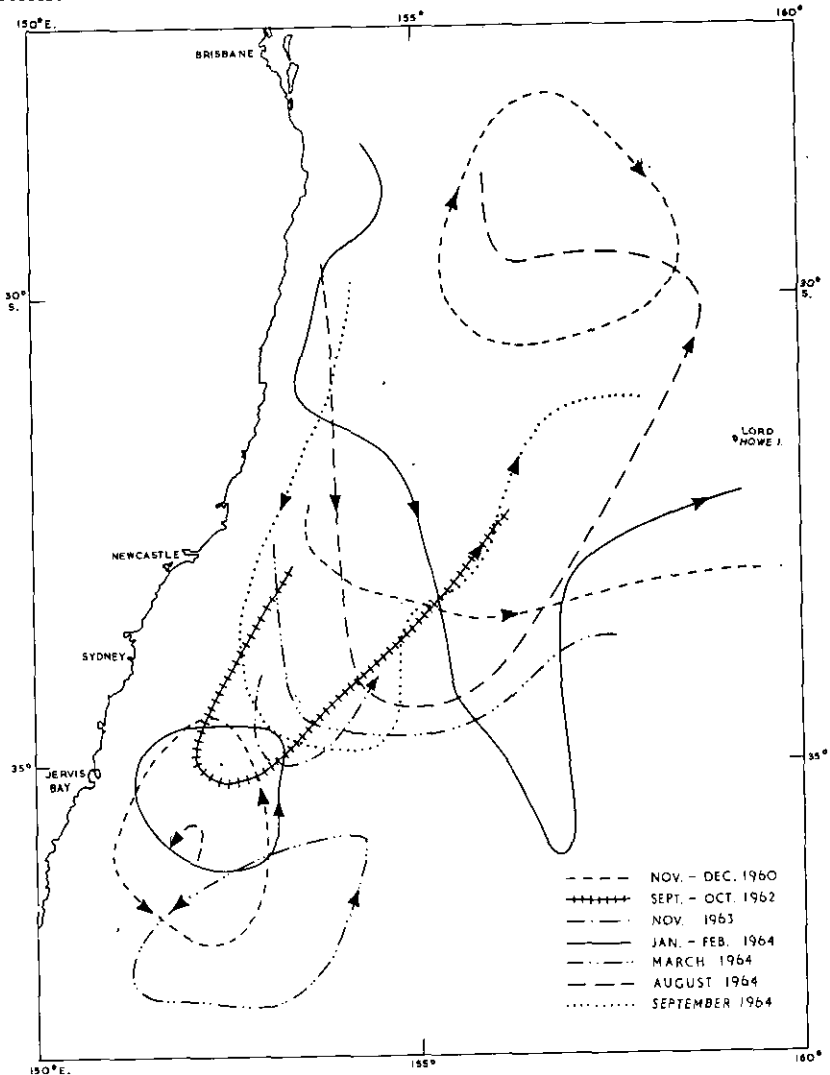 150°E.
155°
160°
BRISBANE
30°
S.
30°
S.
LORD
HOWE I.
NEWCASTLE
SYDNEY
35°
JERVIS
BAY
35°
NOV. - DEC. 1960
SEPT. - OCT. 1962
NOV. 1963
JAN. - FEB. 1964
MARCH 1964
AUGUST 1964
SEPTEMBER 1964
150°E.
155°
160°